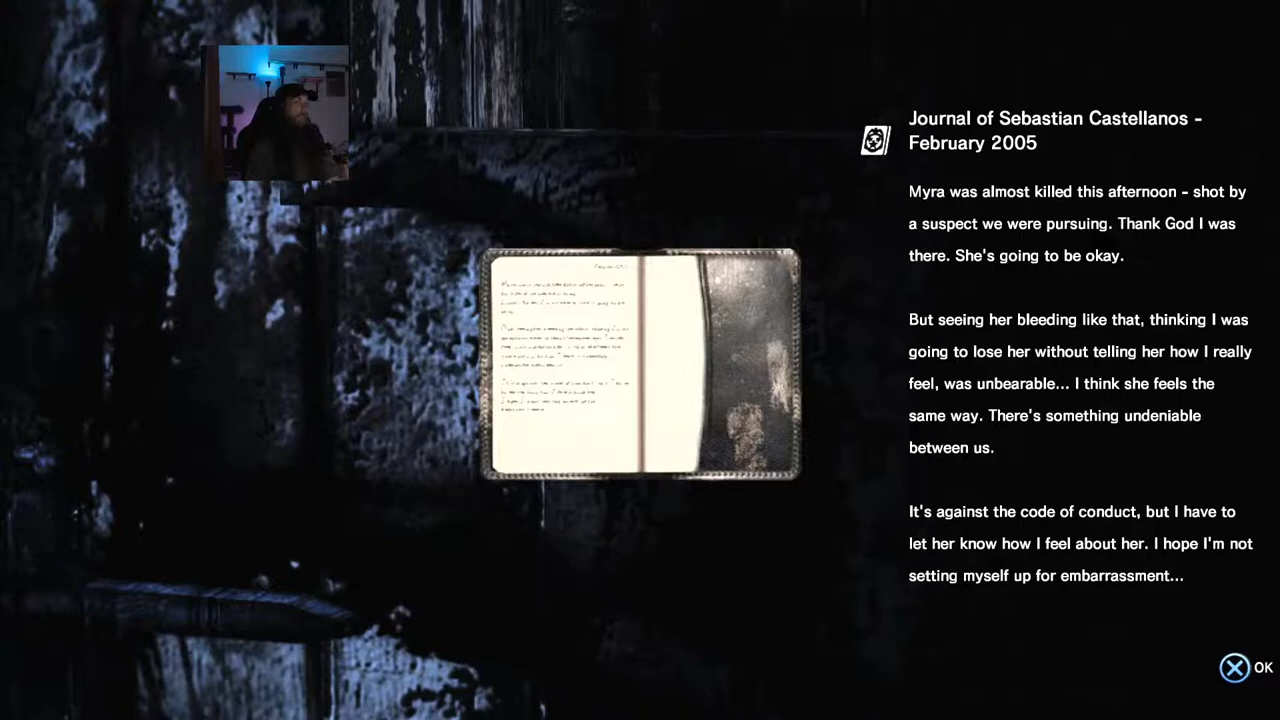 Journal of Sebastian Castellanos -
February 2005
Myra was almost killed this afternoon - shot by
a suspect we were pursuing. Thank God I was
there. She's going to be okay.
But seeing her bleeding like that, thinking I was
going to lose her without telling her how I really
feel, was unbearable... I think she feels the
same way. There's something undeniable
between us.
It's against the code of conduct, but I have to
let her know how I feel about her. I hope I'm not
setting myself up for embarrassment...
OK